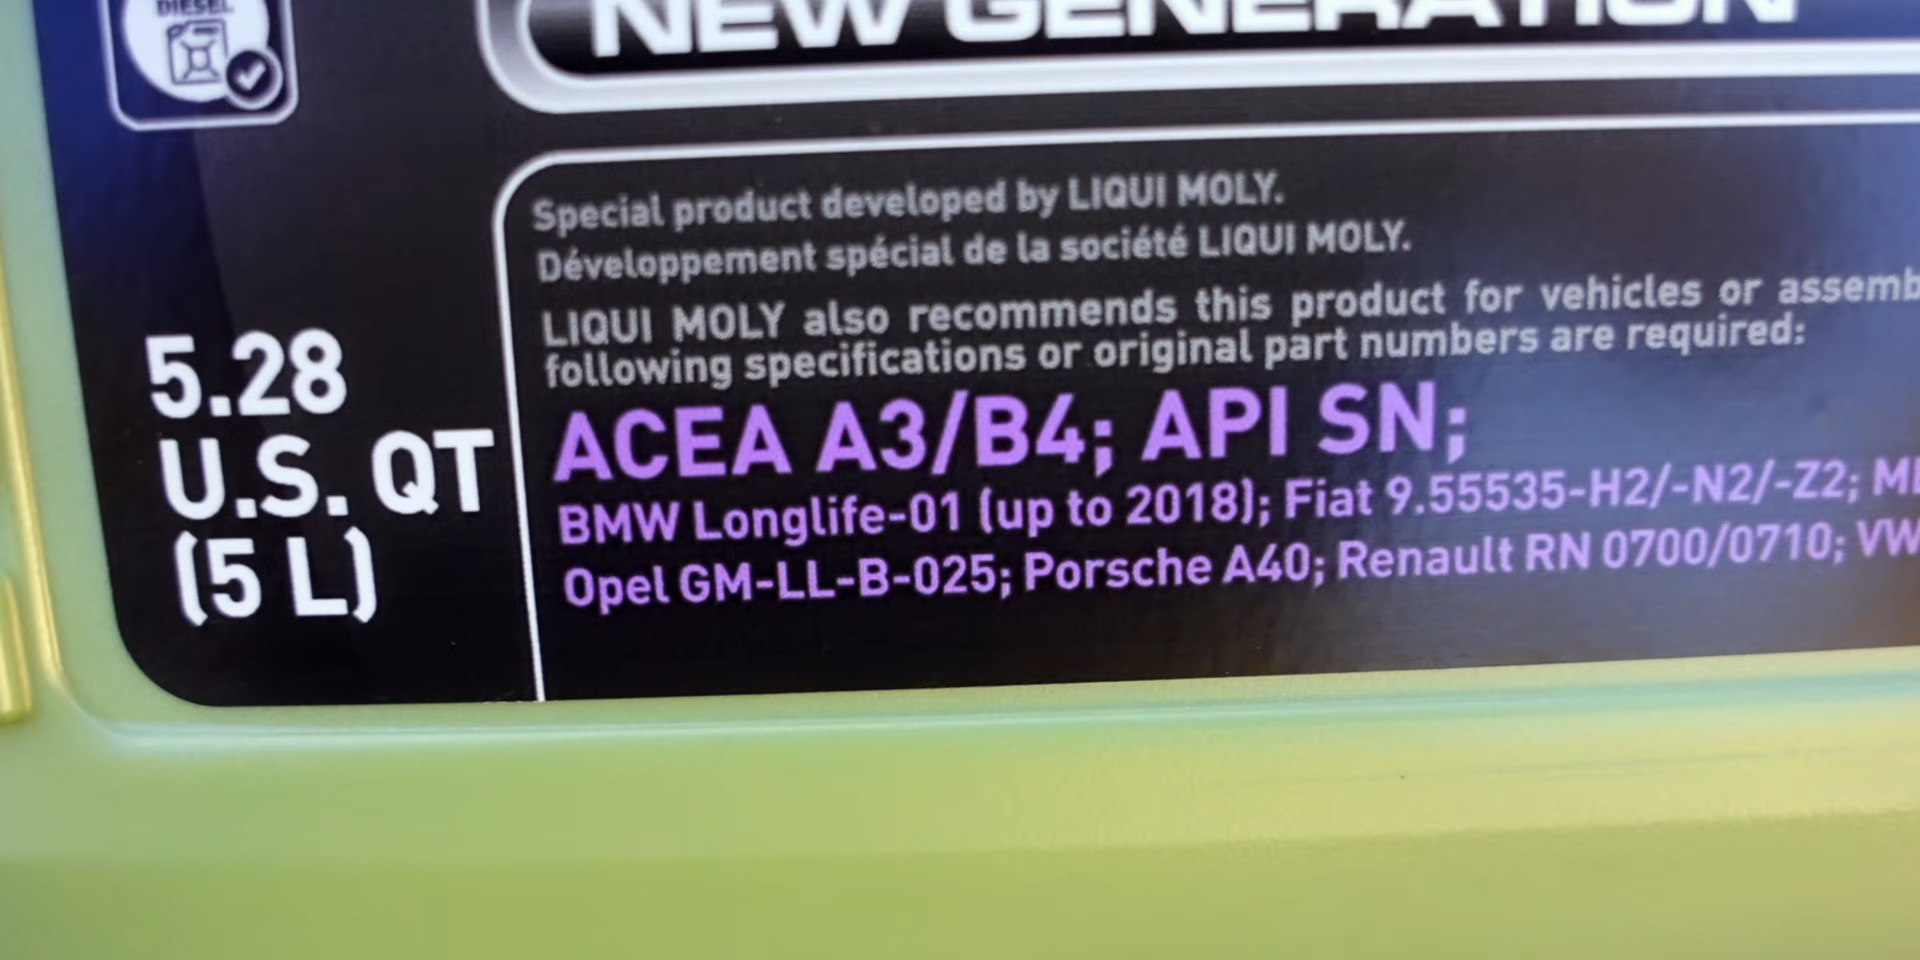 DIESEL
NEW GENERATION
Special product developed by LIQUI MOLY.
Développement spécial de la société LIQUI MOLY.
LIQUI MOLY also recommends this product for vehicles or assemb
following specifications or original part numbers are required:
5.28
U.S. QT
(5 L)
ACEA A3/B4; API SN;
BMW Longlife-01 (up to 2018); Fiat 9.55535-H2/-N2/-Z2; M
Opel GM-LL-B-025; Porsche A40; Renault RN 0700/0710; VW